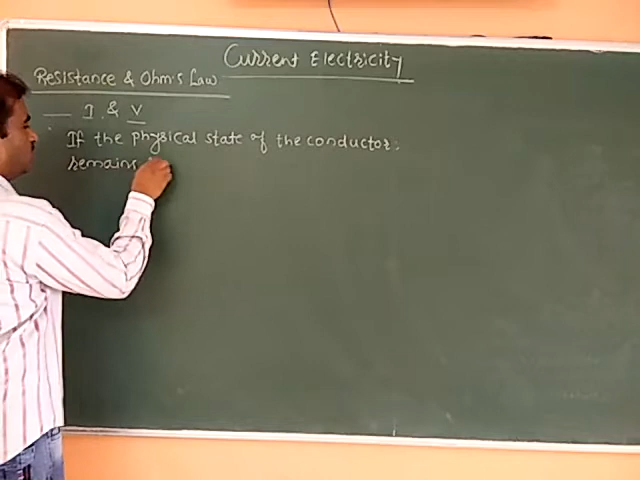 Current Electricity
Resistance & Ohm's Law
— I & V
If the physical state of the conductor
remains